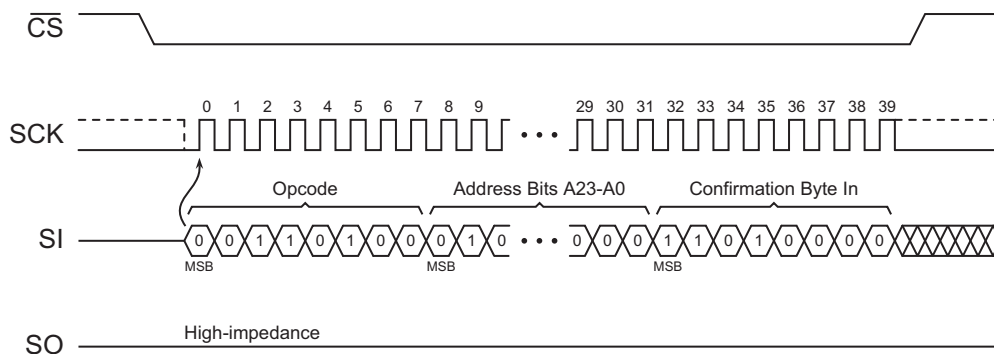 CS
0 1 2 3 4 5 6 7 8 9 29 30 31 32 33 34 35 36 37 38 39
SCK
Opcode Address Bits A23-A0 Confirmation Byte In
SI 0 0 1 1 0 1 0 0 0 1 0 0 0 0 1 1 0 1 0 0 0 0
MSB MSB MSB
High-impedance
SO